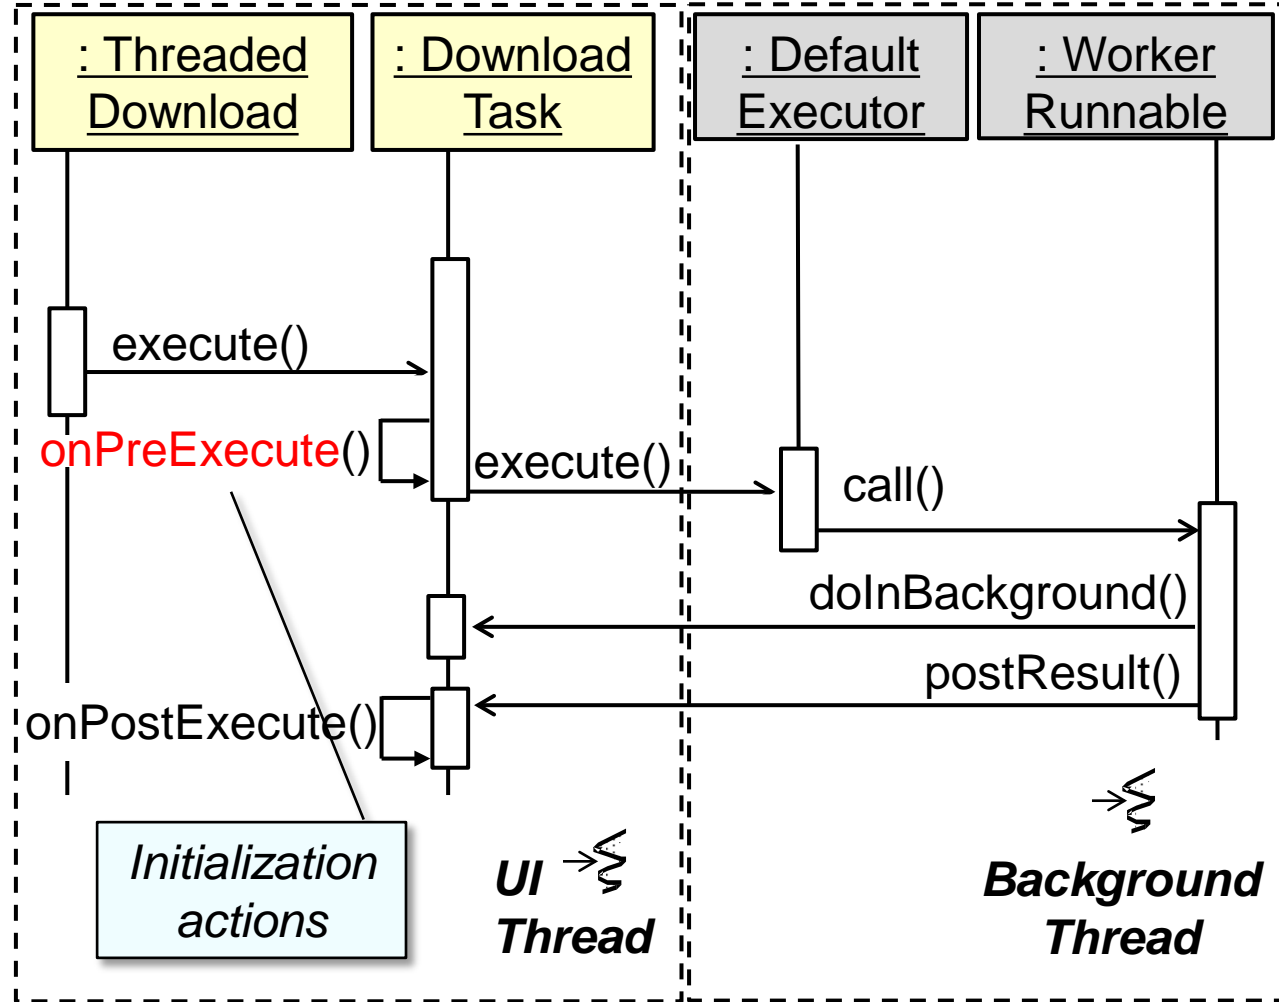 : Threaded
Download
: Download
Task
: Default
Executor
: Worker
Runnable
execute()
onPreExecute()
execute()
call()
doInBackground()
postResult()
onPostExecute()
Initialization
actions
UI
Thread
Background
Thread